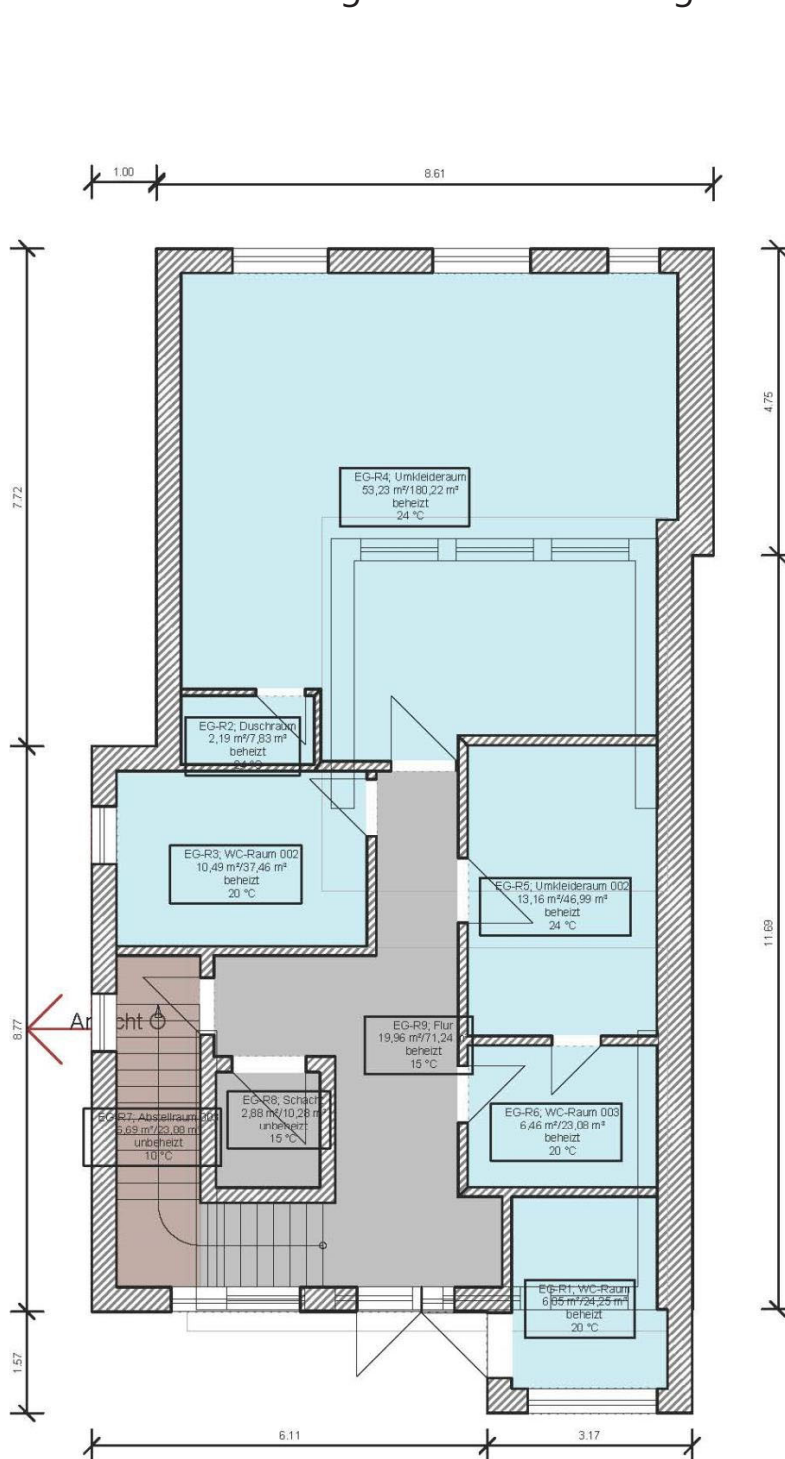 1.00
8.61
7.72
4.75
EG-R4; Umkleideraum
53,23 m²/180,22 m³
beheizt
24 °C
EG-R2; Duschraum
2,19 m²/7,83 m³
beheizt
24 °C
EG-R3; WC-Raum 002
10,49 m²/37,46 m³
beheizt
20 °C
EG-R5; Umkleideraum 002
13,16 m²/46,99 m³
beheizt
24 °C
11.69
8.77
EG-R9; Flur
19,96 m²/71,24 m³
beheizt
15 °C
EG-R8; Schacht
2,88 m²/10,28 m³
unbeheizt
15 °C
EG-R7; Abstellraum
unbeheizt
10 °C
EG-R6; WC-Raum 003
6,46 m²/23,08 m³
beheizt
20 °C
EG-R1; WC-Raum
beheizt
20 °C
1.57
6.11
3.17